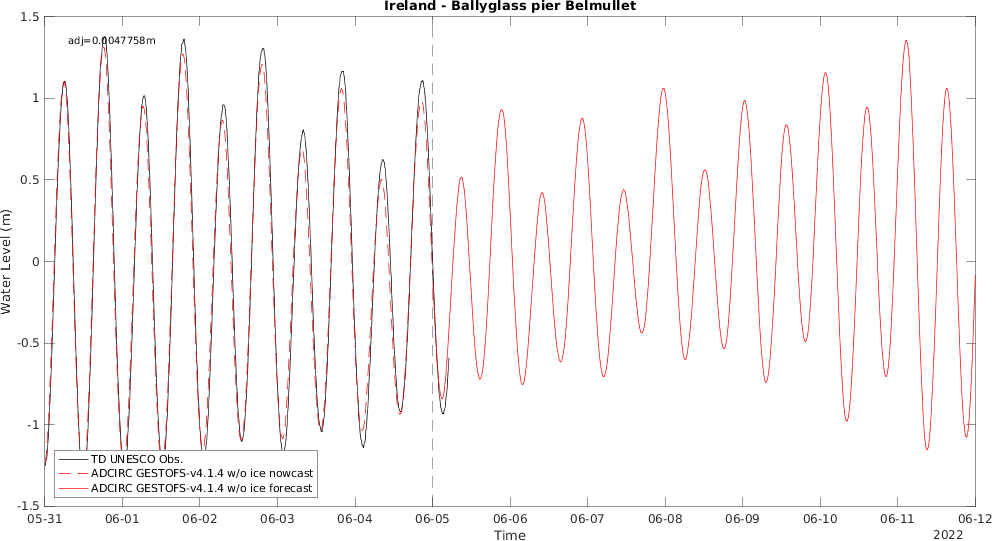 Ireland - Ballyglass pier Belmullet
adj=0.0047758m
Water Level (m)
1.5
1
0.5
0
-0.5
-1
-1.5
TD UNESCO Obs.
ADCIRC GESTOFS-v4.1.4 w/o ice nowcast
ADCIRC GESTOFS-v4.1.4 w/o ice forecast
05-31 06-01 06-02 06-03 06-04 06-05 06-06 06-07 06-08 06-09 06-10 06-11 06-12
Time
2022